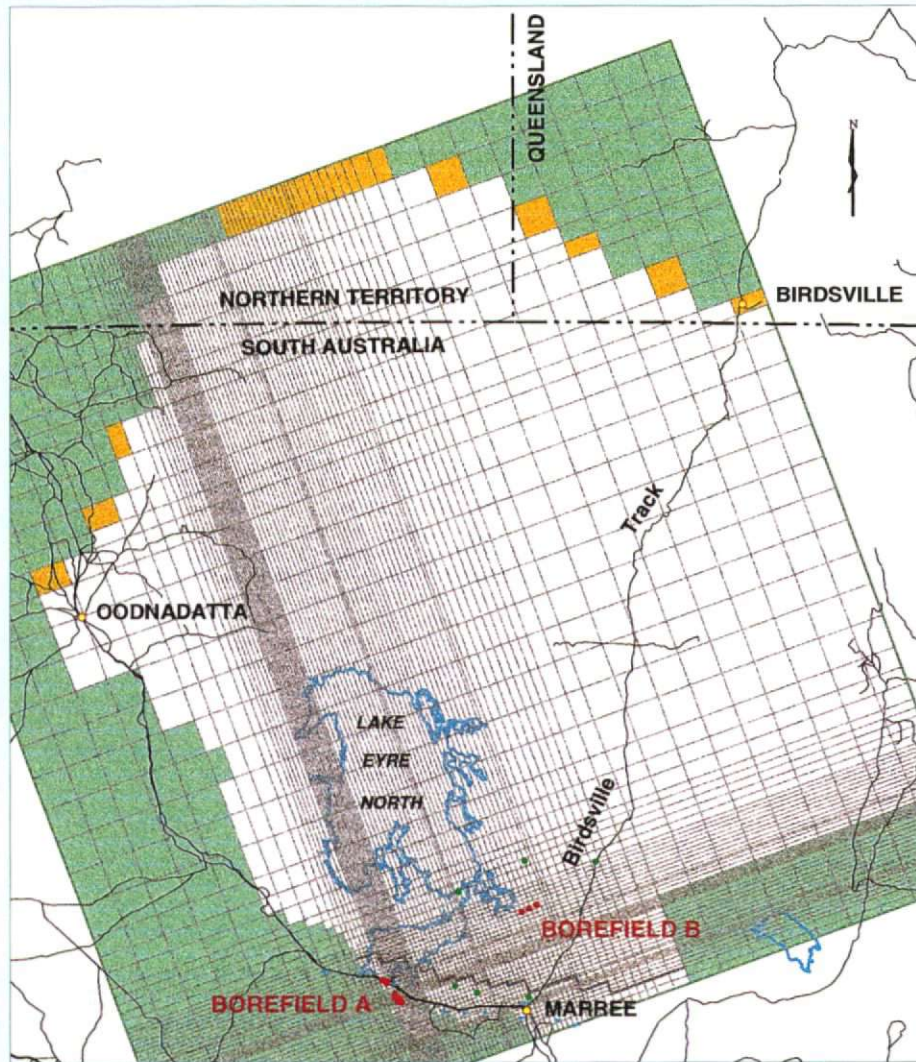 QUEENSLAND
N
NORTHERN TERRITORY
BIRDSVILLE
SOUTH AUSTRALIA
Track
OODNADATTA
LAKE
EYRE
NORTH
Birdsville
BOREFIELD B
BOREFIELD A
MARREE